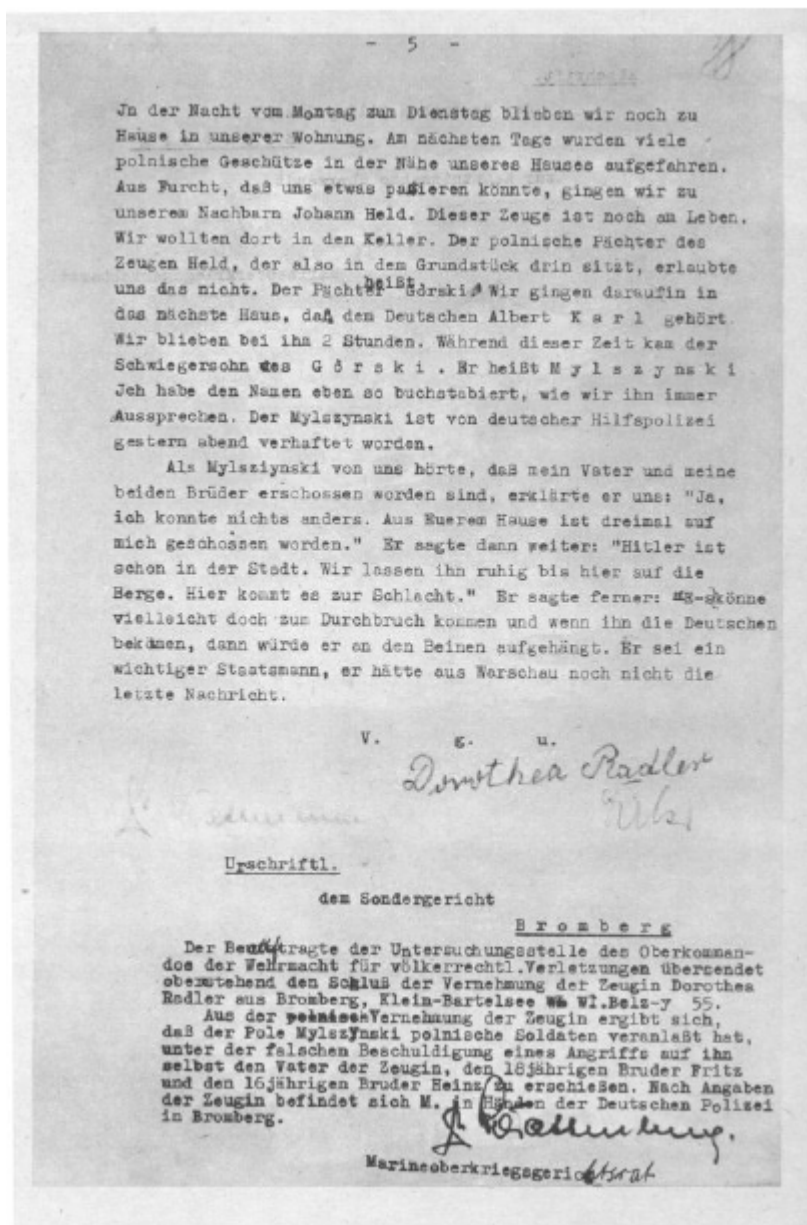 - 5 -
Jn der Nacht vom Montag zum Dienstag blieben wir noch zu
Hause in unserer Wohnung. Am nächsten Tage wurden viele
polnische Geschütze in der Nähe unseres Hauses aufgefahren.
Aus Furcht, daß uns etwas passieren könnte, gingen wir zu
unserem Nachbarn Johann Held. Dieser Zeuge ist noch am Leben.
Wir wollten dort in den Keller. Der polnische Pächter des
Zeugen Held, der also in dem Grundstück drin sitzt, erlaubte
uns das nicht. Der Pächter heißt Górski. Wir gingen daraufin in
das nächste Haus, daß dem Deutschen Albert K a r l gehört.
Wir blieben bei ihm 2 Stunden. Während dieser Zeit kam der
Schwiegersohn des G ó r s k i . Er heißt M y l s z y n s k i
Jch habe den Namen eben so buchstabiert, wie wir ihn immer
Aussprechen. Der Mylszynski ist von deutscher Hilfspolizei
gestern abend verhaftet worden.
Als Mylsziynski von uns hörte, daß mein Vater und meine
beiden Brüder erschossen worden sind, erklärte er uns: "Ja,
ich konnte nichts anders. Aus Euerem Hause ist dreimal auf
mich geschossen worden." Er sagte dann weiter: "Hitler ist
schon in der Stadt. Wir lassen ihn ruhig bis hier auf die
Berge. Hier kommt es zur Schlacht." Er sagte ferner: Es könne
vielleicht doch zum Durchbruch kommen und wenn ihn die Deutschen
bekämen, dann würde er an den Beinen aufgehängt. Er sei ein
wichtiger Staatsmann, er hätte aus Warschau noch nicht die
letzte Nachricht.
V. g. u.
Dorothea Radler
Urschriftl.
dem Sondergericht
B r o m b e r g
Der Beauftragte der Untersuchungsstelle des Oberkomman-
dos der Wehrmacht für völkerrechtl.Verletzungen übersendet
obenstehend den Schluß der Vernehmung der Zeugin Dorothea
Radler aus Bromberg, Klein-Bartelsee Wl.Belz-y 55.
Aus der Vernehmung der Zeugin ergibt sich,
daß der Pole Mylszynski polnische Soldaten veranlaßt hat,
unter der falschen Beschuldigung eines Angriffs auf ihn
selbst den Vater der Zeugin, den 18jährigen Bruder Fritz
und den 16jährigen Bruder Heinz zu erschießen. Nach Angaben
der Zeugin befindet sich M. in Händen der Deutschen Polizei
in Bromberg.
Marineoberkriegsgerichtsrat